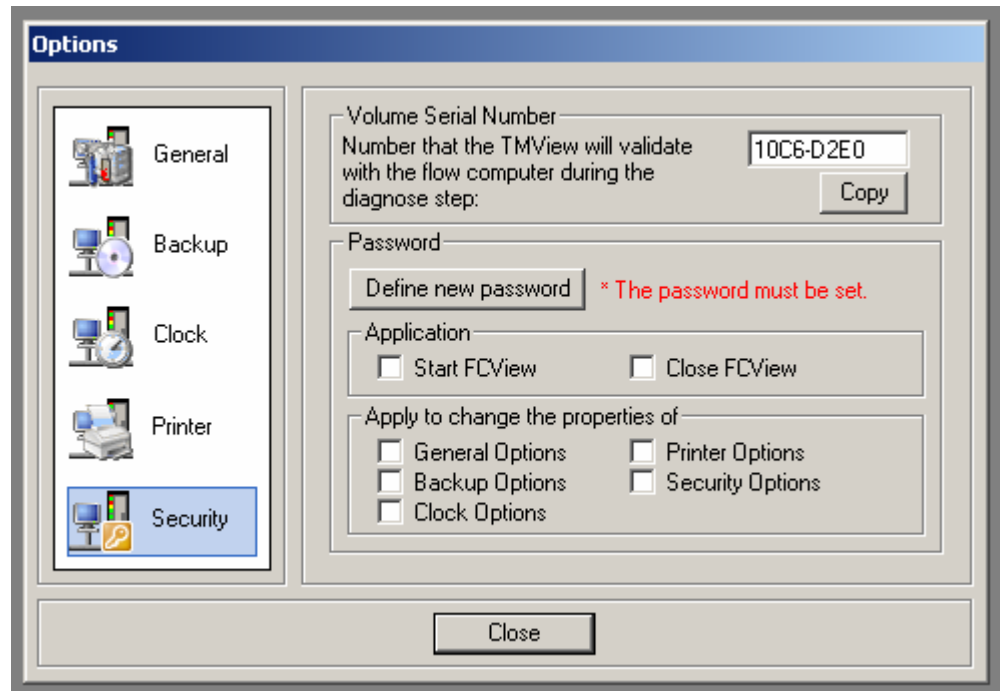 Options
General
Backup
Clock
Printer
Security
Volume Serial Number
Number that the TMView will validate
with the flow computer during the
diagnose step:
10C6-D2E0
Copy
Password
Define new password
* The password must be set.
Application
Start FCView
Close FCView
Apply to change the properties of
General Options
Printer Options
Backup Options
Security Options
Clock Options
Close